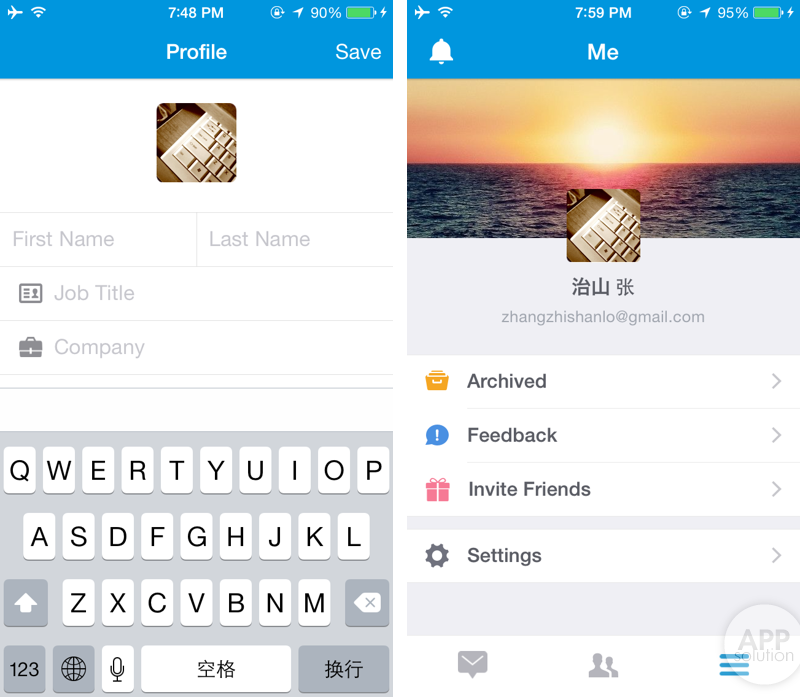 7:48 PM 90%
Profile Save
First Name Last Name
Job Title
Company
Q W E R T Y U I O P
A S D F G H J K L
Z X C V B N M
123 空格 换行
7:59 PM 95%
Me
治山 张
zhangzhishanlo@gmail.com
Archived
Feedback
Invite Friends
Settings
APP
solution